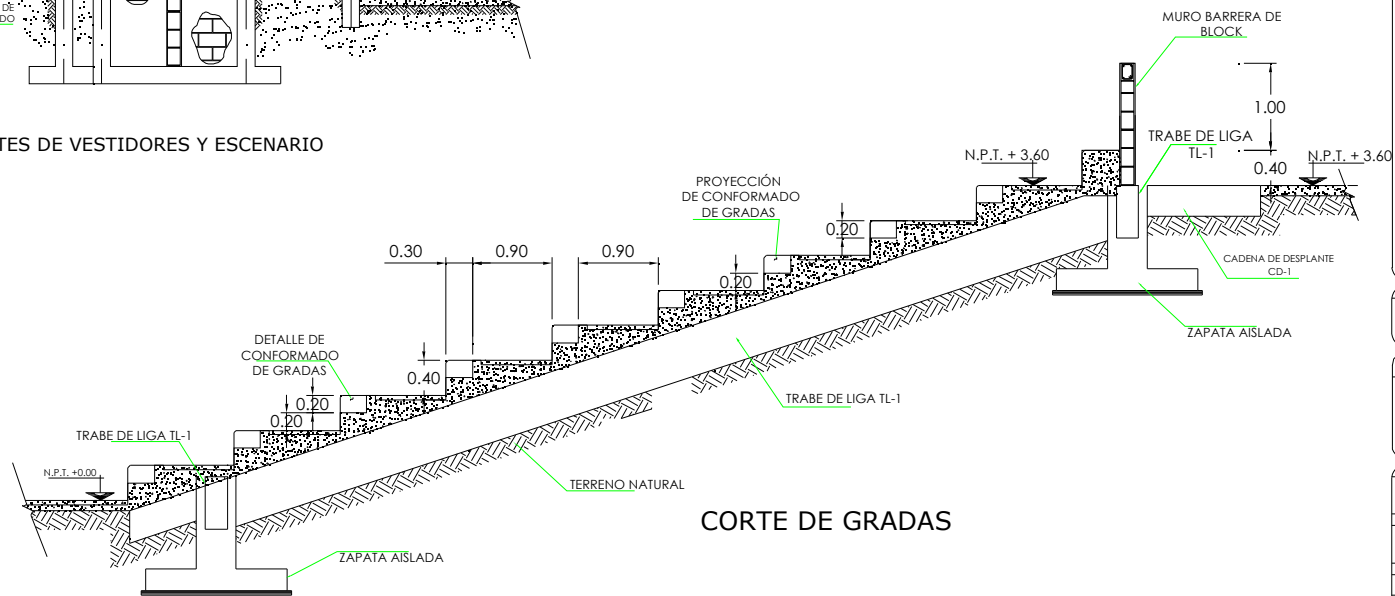 DE
DO
TES DE VESTIDORES Y ESCENARIO
MURO BARRERA DE
BLOCK
1.00
TRABE DE LIGA
TL-1
N.P.T. + 3.60
N.P.T. + 3.60
0.40
PROYECCIÓN
DE CONFORMADO
DE GRADAS
0.20
0.30
0.90
0.90
CADENA DE DESPLANTE
CD-1
0.20
ZAPATA AISLADA
DETALLE DE
CONFORMADO
DE GRADAS
0.40
TRABE DE LIGA TL-1
0.20
0.20
TRABE DE LIGA TL-1
N.P.T. +0.00
TERRENO NATURAL
CORTE DE GRADAS
ZAPATA AISLADA